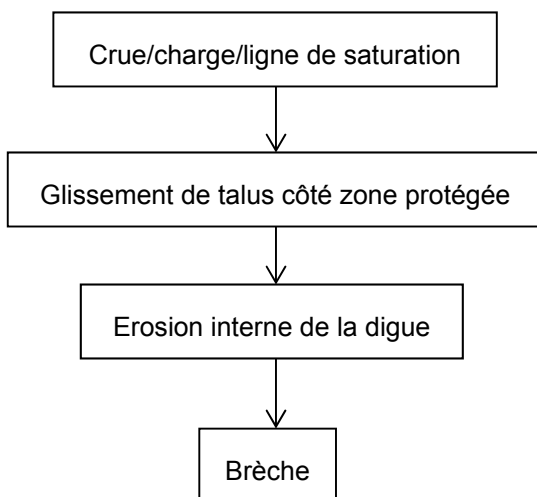 Crue/charge/ligne de saturation
Glissement de talus côté zone protégée
Erosion interne de la digue
Brèche